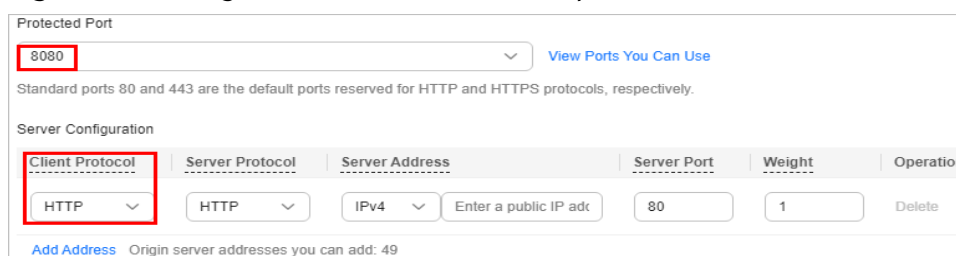 Protected Port
8080
View Ports You Can Use
Standard ports 80 and 443 are the default ports reserved for HTTP and HTTPS protocols, respectively.
Server Configuration
Client Protocol Server Protocol Server Address Server Port Weight Operatio
HTTP HTTP IPv4 Enter a public IP add 80 1 Delete
Add Address Origin server addresses you can add: 49